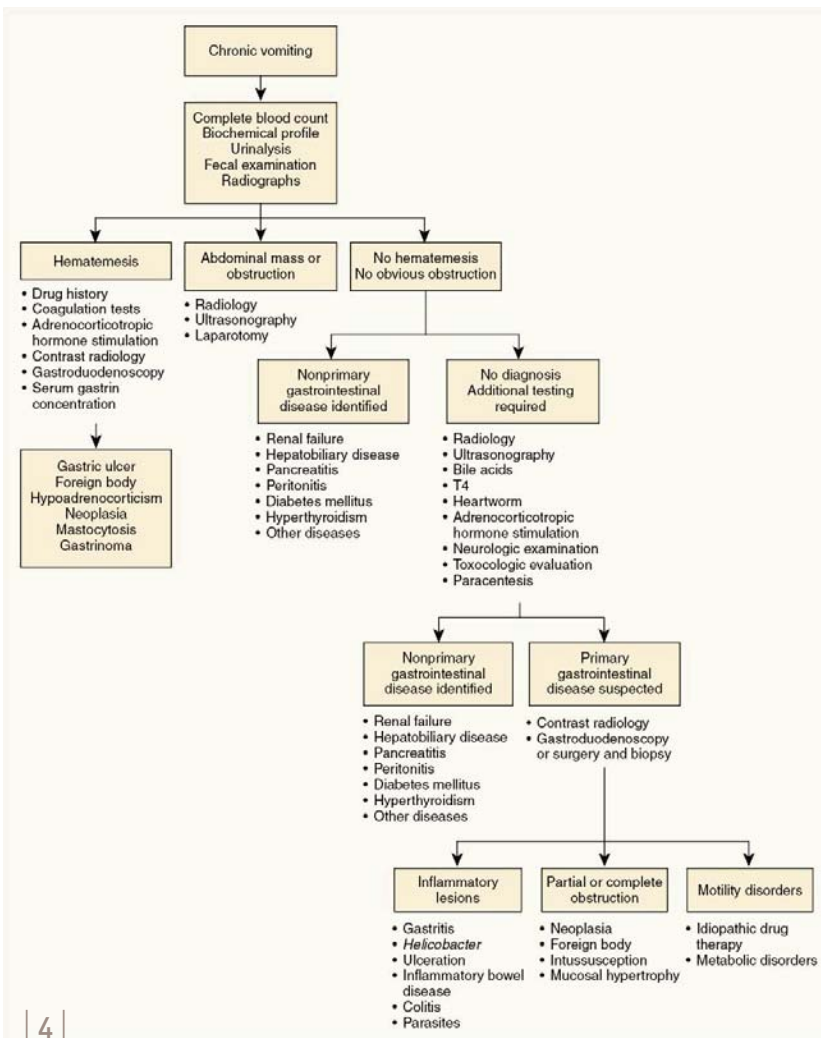 Chronic vomiting
Complete blood count
Biochemical profile
Urinalysis
Fecal examination
Radiographs
Hematemesis
• Drug history
• Coagulation tests
• Adrenocorticotropic
hormone stimulation
• Contrast radiology
• Gastroduodenoscopy
• Serum gastrin
concentration
Gastric ulcer
Foreign body
Hypoadrenocorticism
Neoplasia
Mastocytosis
Gastrinoma
Abdominal mass or
obstruction
• Radiology
• Ultrasonography
• Laparotomy
No hematemesis
No obvious obstruction
Nonprimary
gastrointestinal
disease identified
• Renal failure
• Hepatobiliary disease
• Pancreatitis
• Peritonitis
• Diabetes mellitus
• Hyperthyroidism
• Other diseases
No diagnosis
Additional testing
required
• Radiology
• Ultrasonography
• Bile acids
• T4
• Heartworm
• Adrenocorticotropic
hormone stimulation
• Neurologic examination
• Toxocologic evaluation
• Paracentesis
Nonprimary
gastrointestinal
disease identified
• Renal failure
• Hepatobiliary disease
• Pancreatitis
• Peritonitis
• Diabetes mellitus
• Hyperthyroidism
• Other diseases
Primary
gastrointestinal
disease suspected
• Contrast radiology
• Gastroduodenoscopy
or surgery and biopsy
Inflammatory
lesions
• Gastritis
• Helicobacter
• Ulceration
• Inflammatory bowel
disease
• Colitis
• Parasites
Partial or complete
obstruction
• Neoplasia
• Foreign body
• Intussusception
• Mucosal hypertrophy
Motility disorders
• Idiopathic drug
therapy
• Metabolic disorders
|4|